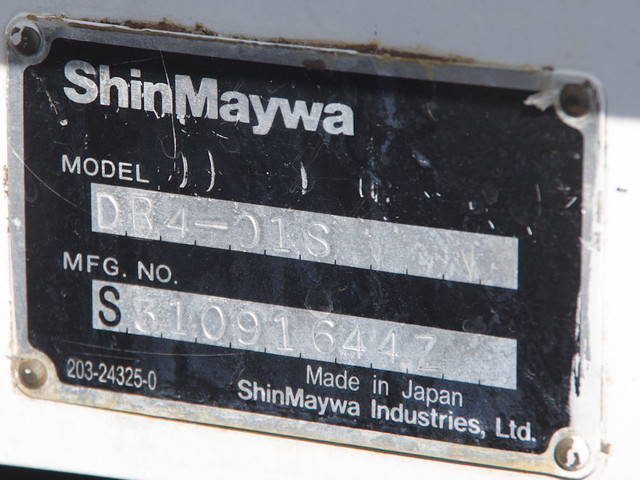 ShinMaywa
MODEL
DR4-01S
MFG. NO.
S310916442
203-24325-0
Made in Japan
ShinMaywa Industries, Ltd.